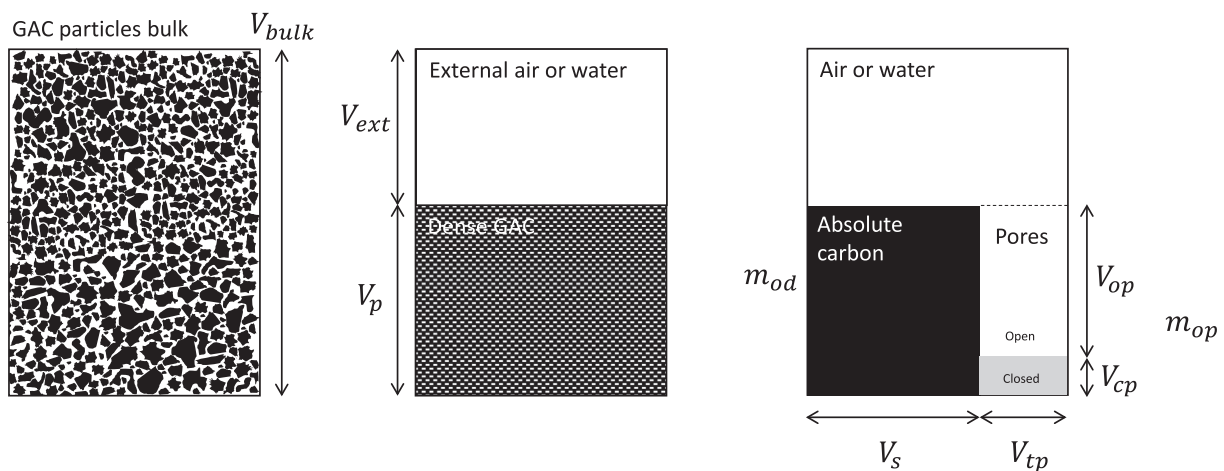 GAC particles bulk
V_bulk
External air or water
V_ext
Dense GAC
V_p
Air or water
Absolute
carbon
Pores
m_od
V_op
m_op
Open
Closed
V_cp
V_s
V_tp